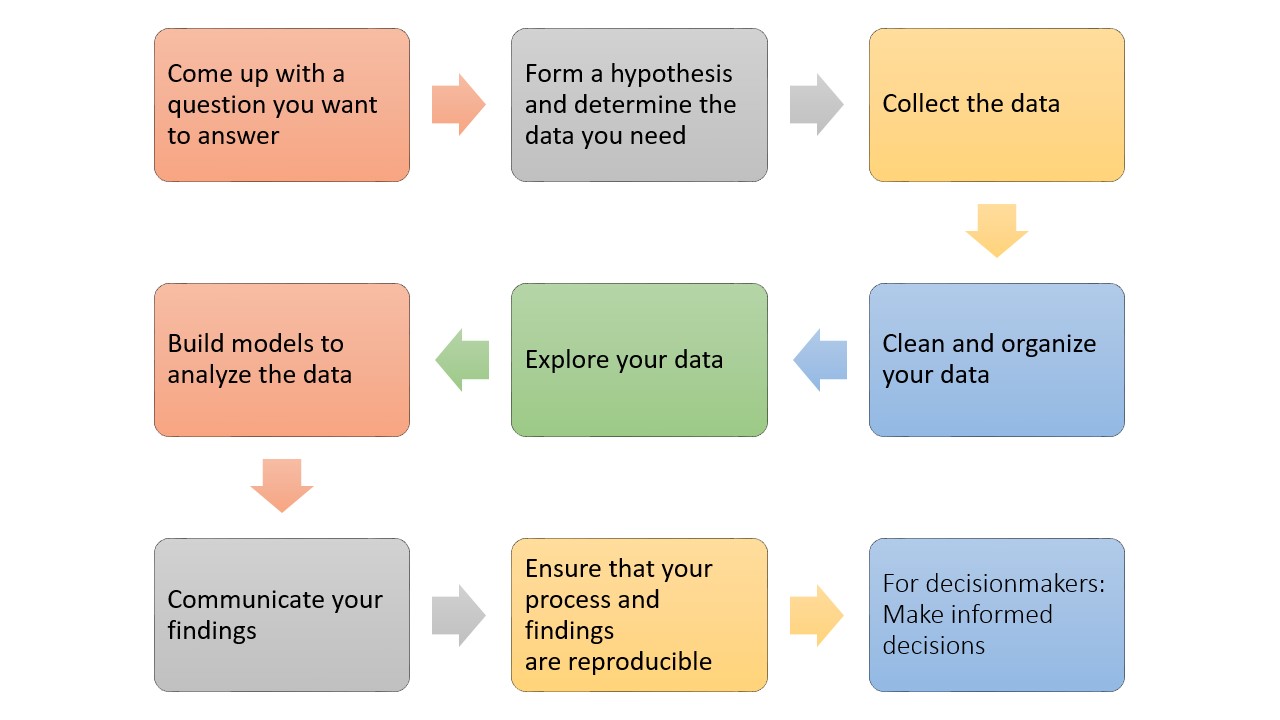 Come up with a
question you want
to answer
Form a hypothesis
and determine the
data you need
Collect the data
Clean and organize
your data
Explore your data
Build models to
analyze the data
Communicate your
findings
Ensure that your
process and
findings
are reproducible
For decisionmakers:
Make informed
decisions